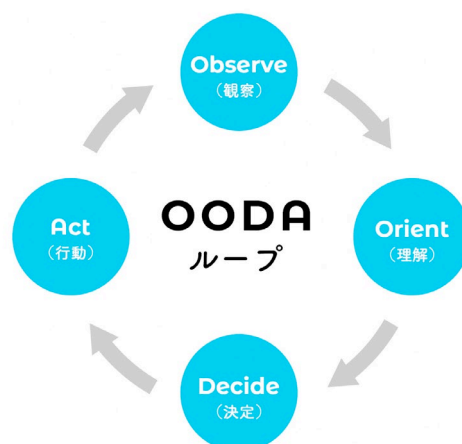 Observe
（観察）
Act
（行動）
OODA
ループ
Orient
（理解）
Decide
（決定）